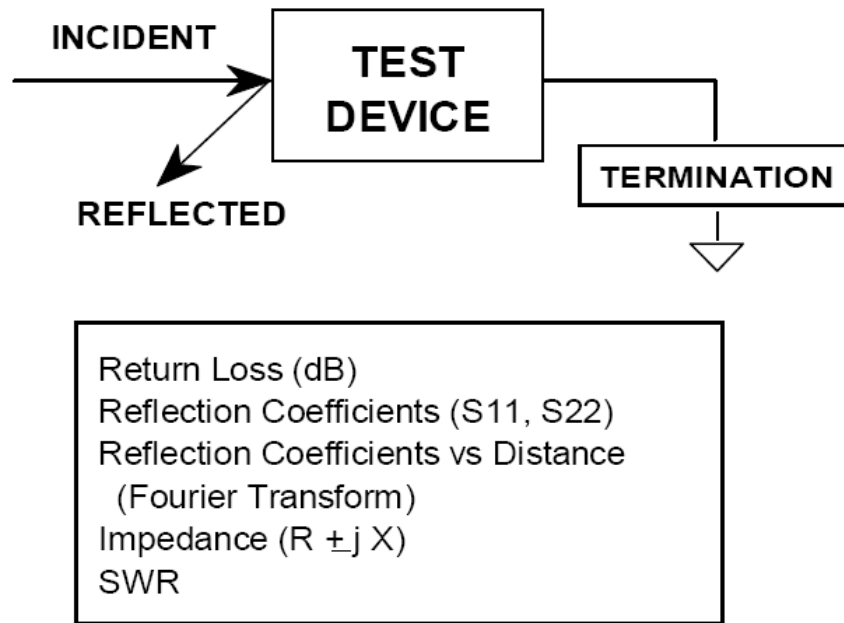 INCIDENT
TEST
DEVICE
REFLECTED
TERMINATION
Return Loss (dB)
Reflection Coefficients (S11, S22)
Reflection Coefficients vs Distance
(Fourier Transform)
Impedance (R ± j X)
SWR